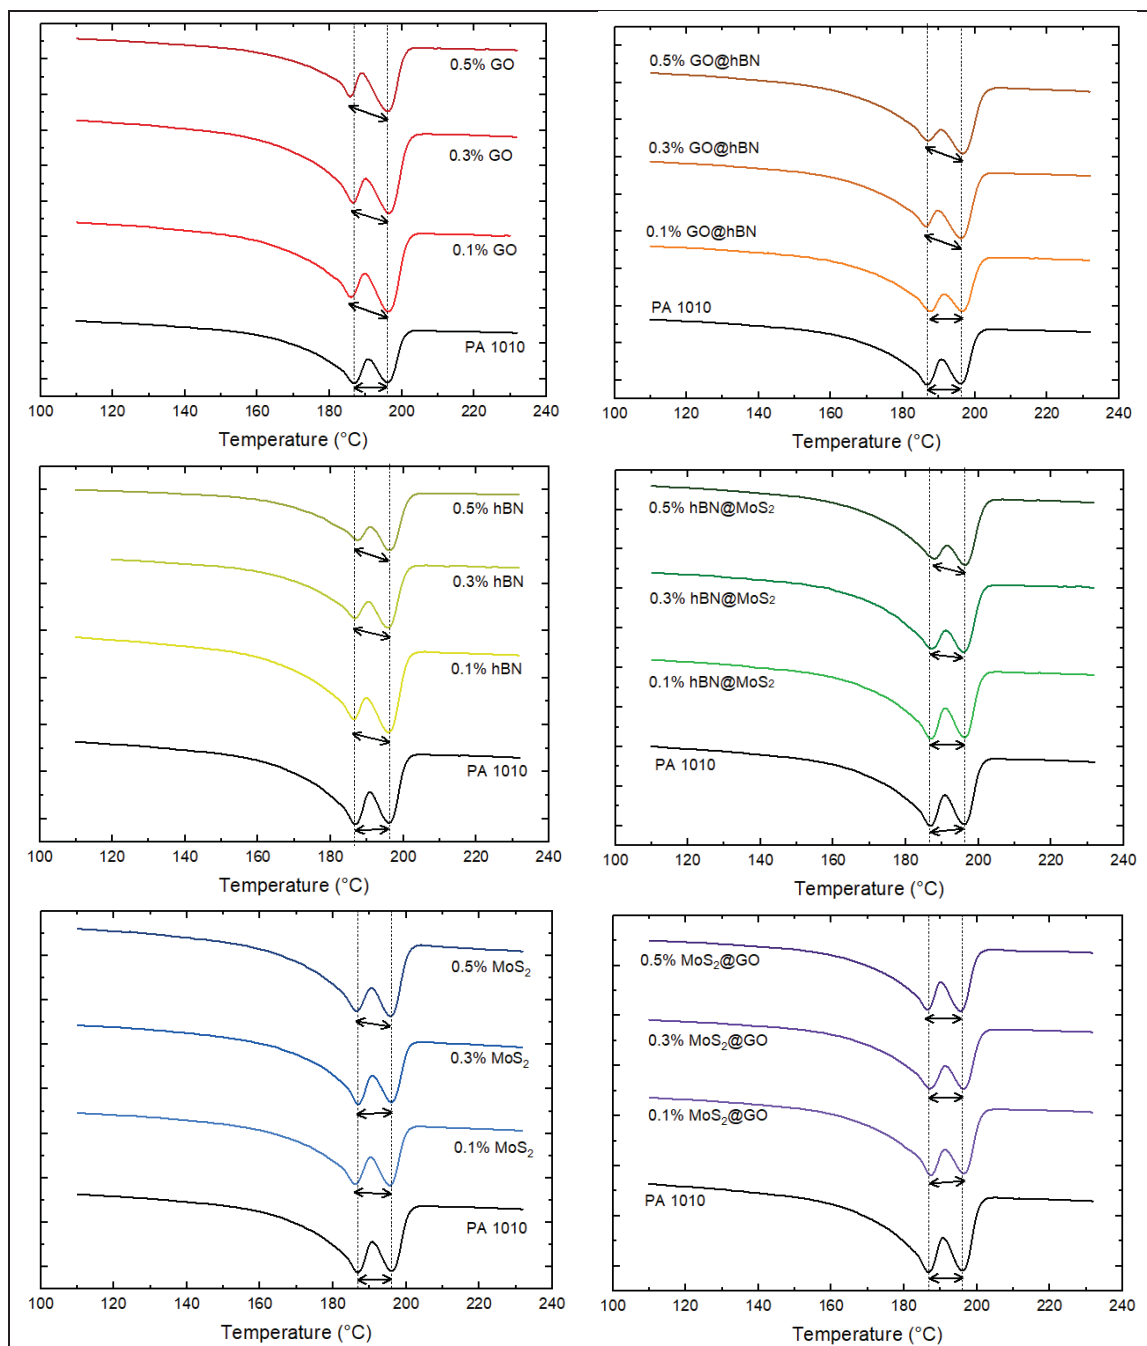 0.5% GO
0.3% GO
0.1% GO
PA 1010
100 120 140 160 180 200 220 240
Temperature (°C)
0.5% GO@hBN
0.3% GO@hBN
0.1% GO@hBN
PA 1010
100 120 140 160 180 200 220 240
Temperature (°C)
0.5% hBN
0.3% hBN
0.1% hBN
PA 1010
100 120 140 160 180 200 220 240
Temperature (°C)
0.5% hBN@MoS₂
0.3% hBN@MoS₂
0.1% hBN@MoS₂
PA 1010
100 120 140 160 180 200 220 240
Temperature (°C)
0.5% MoS₂
0.3% MoS₂
0.1% MoS₂
PA 1010
100 120 140 160 180 200 220 240
Temperature (°C)
0.5% MoS₂@GO
0.3% MoS₂@GO
0.1% MoS₂@GO
PA 1010
100 120 140 160 180 200 220 240
Temperature (°C)